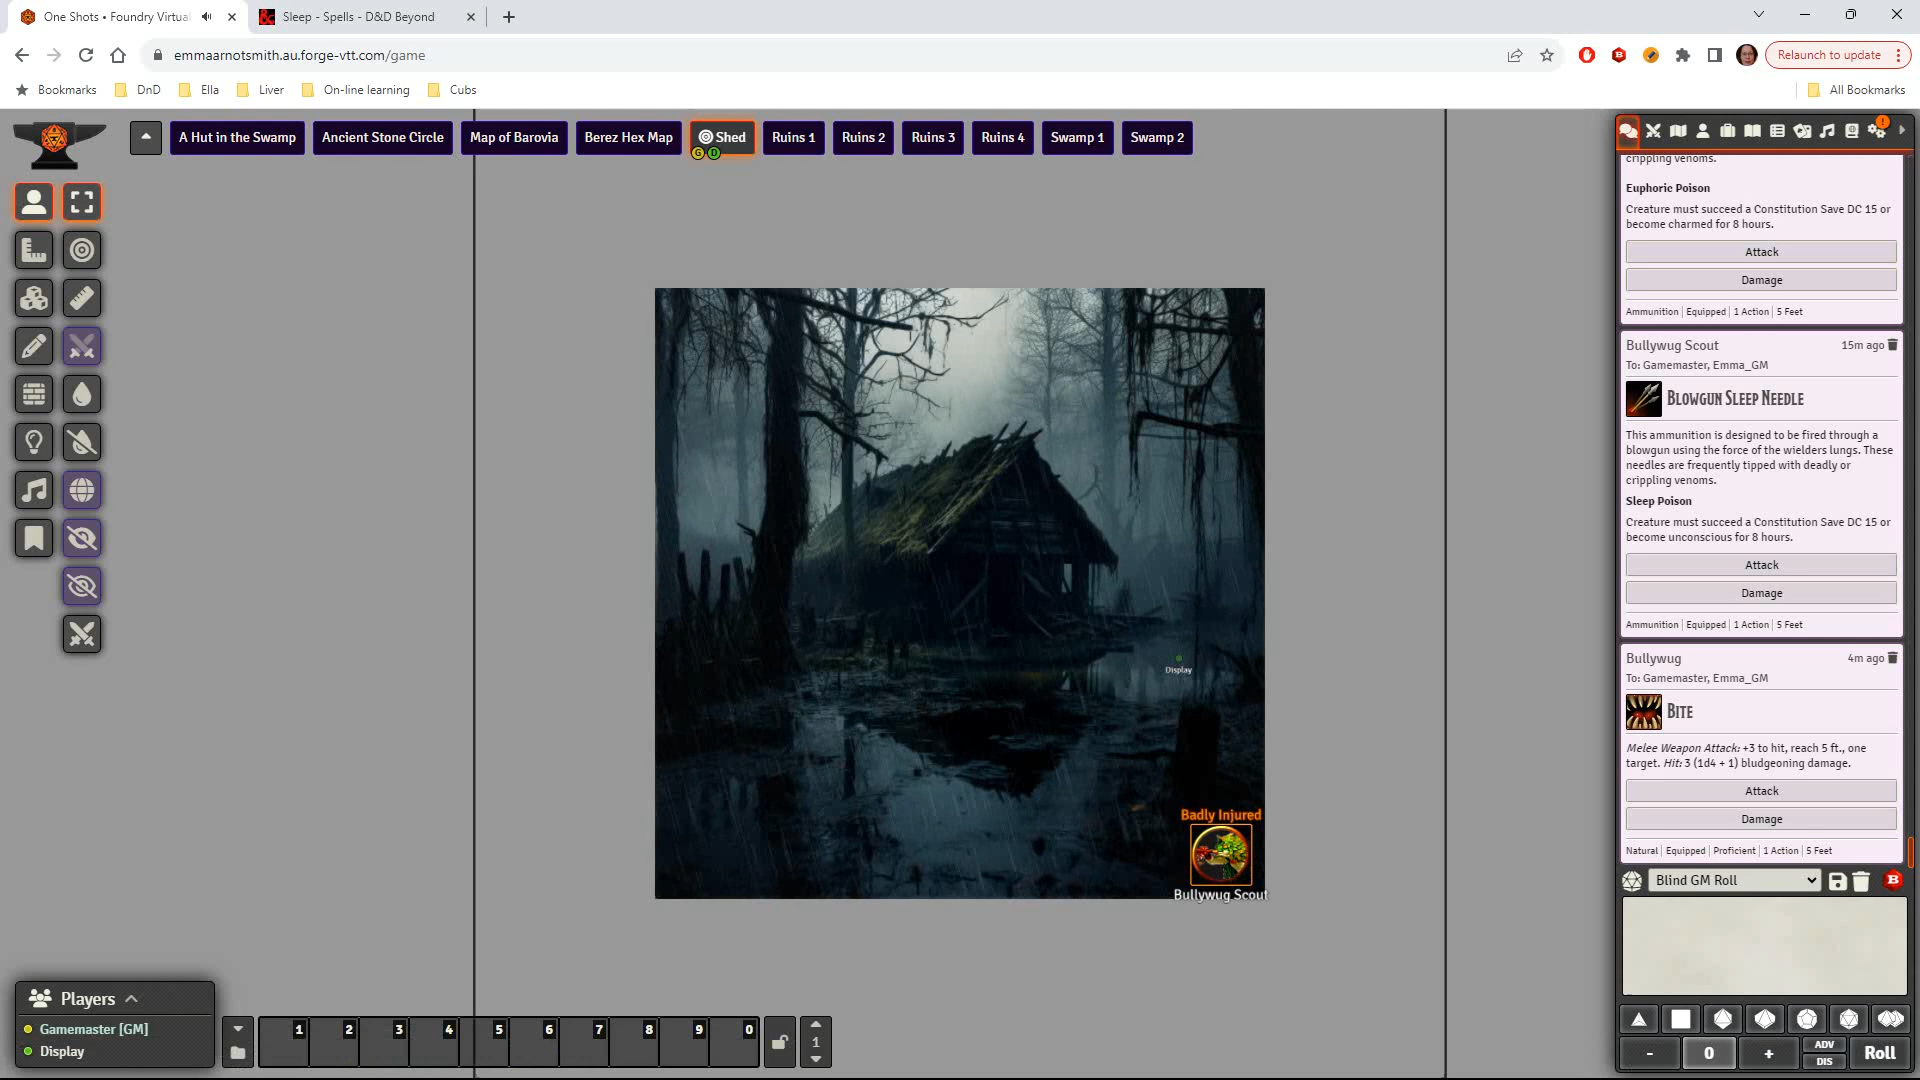 One Shots • Foundry Virtual
Sleep - Spells - D&D Beyond
emmaarnotsmith.au.forge-vtt.com/game
Relaunch to update
Bookmarks
DnD
Ella
Liver
On-line learning
Cubs
All Bookmarks
A Hut in the Swamp
Ancient Stone Circle
Map of Barovia
Berez Hex Map
Shed
Ruins 1
Ruins 2
Ruins 3
Ruins 4
Swamp 1
Swamp 2
G
D
crippling venoms.
Euphoric Poison
Creature must succeed a Constitution Save DC 15 or
become charmed for 8 hours.
Attack
Damage
Ammunition | Equipped | 1 Action | 5 Feet
Bullywug Scout
15m ago
To: Gamemaster, Emma_GM
Blowgun Sleep Needle
This ammunition is designed to be fired through a
blowgun using the force of the wielders lungs. These
needles are frequently tipped with deadly or
crippling venoms.
Sleep Poison
Creature must succeed a Constitution Save DC 15 or
become unconscious for 8 hours.
Attack
Damage
Ammunition | Equipped | 1 Action | 5 Feet
Bullywug
4m ago
To: Gamemaster, Emma_GM
Bite
Melee Weapon Attack: +3 to hit, reach 5 ft., one
target. Hit: 3 (1d4 + 1) bludgeoning damage.
Attack
Damage
Natural | Equipped | Proficient | 1 Action | 5 Feet
Blind GM Roll
Display
Badly Injured
Bullywug Scout
Players
Gamemaster [GM]
Display
1
2
3
4
5
6
7
8
9
0
1
-
0
+
ADV
DIS
Roll